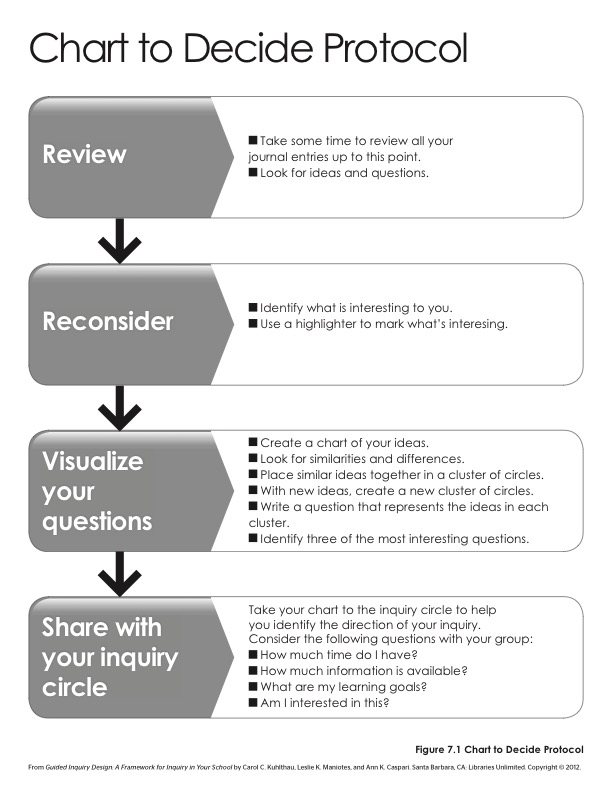 Chart to Decide Protocol
Review
■ Take some time to review all your
journal entries up to this point.
■ Look for ideas and questions.
Reconsider
■ Identify what is interesting to you.
■ Use a highlighter to mark what's interesing.
Visualize
your
questions
■ Create a chart of your ideas.
■ Look for similarities and differences.
■ Place similar ideas together in a cluster of circles.
■ With new ideas, create a new cluster of circles.
■ Write a question that represents the ideas in each
cluster.
■ Identify three of the most interesting questions.
Share with
your inquiry
circle
Take your chart to the inquiry circle to help
you identify the direction of your inquiry.
Consider the following questions with your group:
■ How much time do I have?
■ How much information is available?
■ What are my learning goals?
■ Am I interested in this?
Figure 7.1 Chart to Decide Protocol
From Guided Inquiry Design: A Framework for Inquiry in Your School by Carol C. Kuhlthau, Leslie K. Maniotes, and Ann K. Caspari. Santa Barbara, CA: Libraries Unlimited. Copyright © 2012.